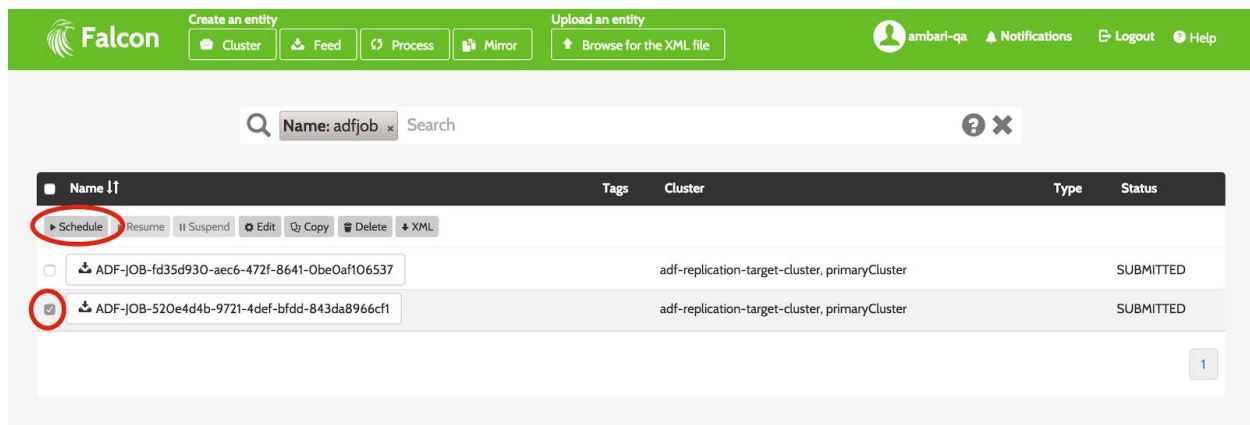 Falcon
Create an entity
Cluster Feed Process Mirror
Upload an entity
Browse for the XML file
ambari-qa Notifications Logout Help
Name: adfjob × Search
Name Tags Cluster Type Status
Schedule Resume Suspend Edit Copy Delete XML
ADF-JOB-fd35d930-aec6-472f-8641-0be0af106537 adf-replication-target-cluster, primaryCluster SUBMITTED
ADF-JOB-520e4d4b-9721-4def-bfdd-843da8966cf1 adf-replication-target-cluster, primaryCluster SUBMITTED
1